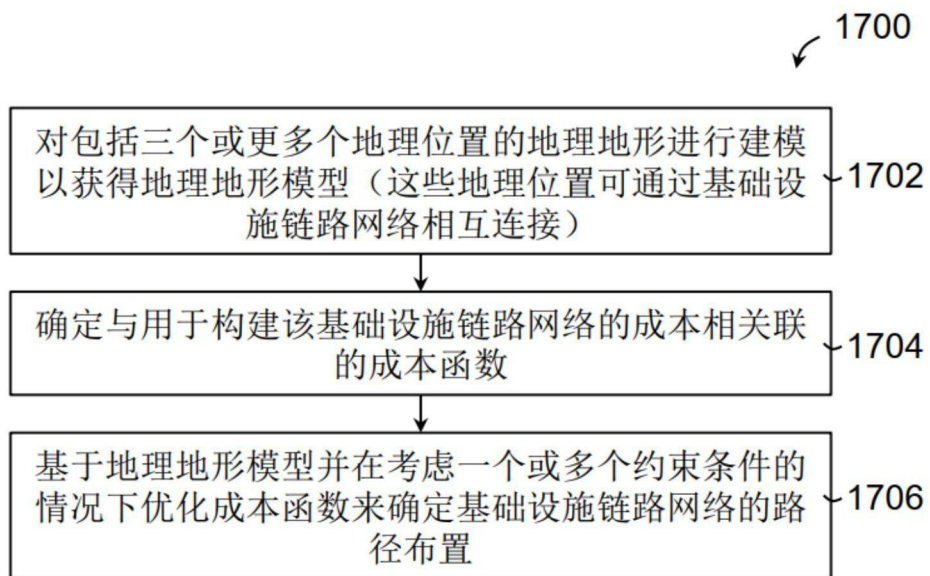 1700
对包括三个或更多个地理位置的地理地形进行建模
以获得地理地形模型（这些地理位置可通过基础设
施链路网络相互连接）
1702
确定与用于构建该基础设施链路网络的成本相关联
的成本函数
1704
基于地理地形模型并在考虑一个或多个约束条件的
情况下优化成本函数来确定基础设施链路网络的路
径布置
1706